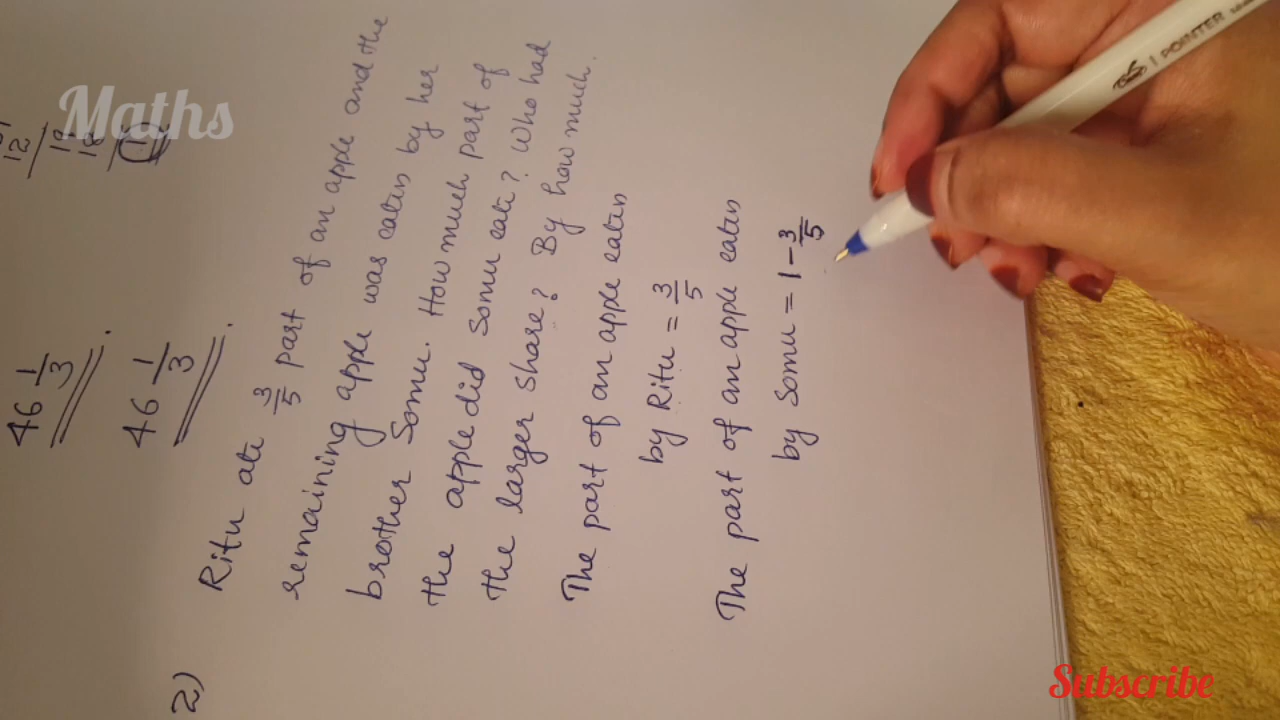 Maths
12
18
46 1/3
46 1/3
2) Ritu ate 3/5 part of an apple and the
remaining apple was eaten by her
brother Somu. How much part of
the apple did Somu eat? Who had
the larger share? By how much.
The part of an apple eaten
by Ritu = 3/5
The part of an apple eaten
by Somu = 1 - 3/5
POINTER
Subscribe